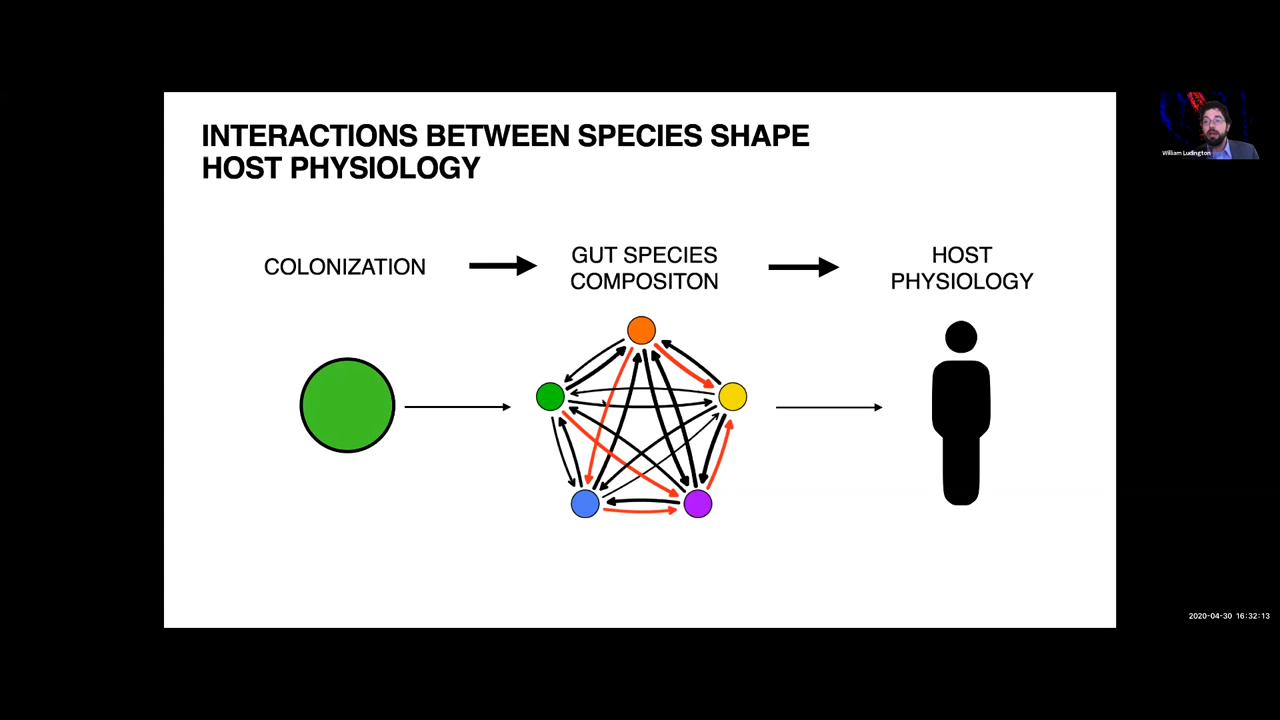 INTERACTIONS BETWEEN SPECIES SHAPE
HOST PHYSIOLOGY
COLONIZATION
GUT SPECIES
COMPOSITON
HOST
PHYSIOLOGY
William Ludington
2020-04-30 16:32:13